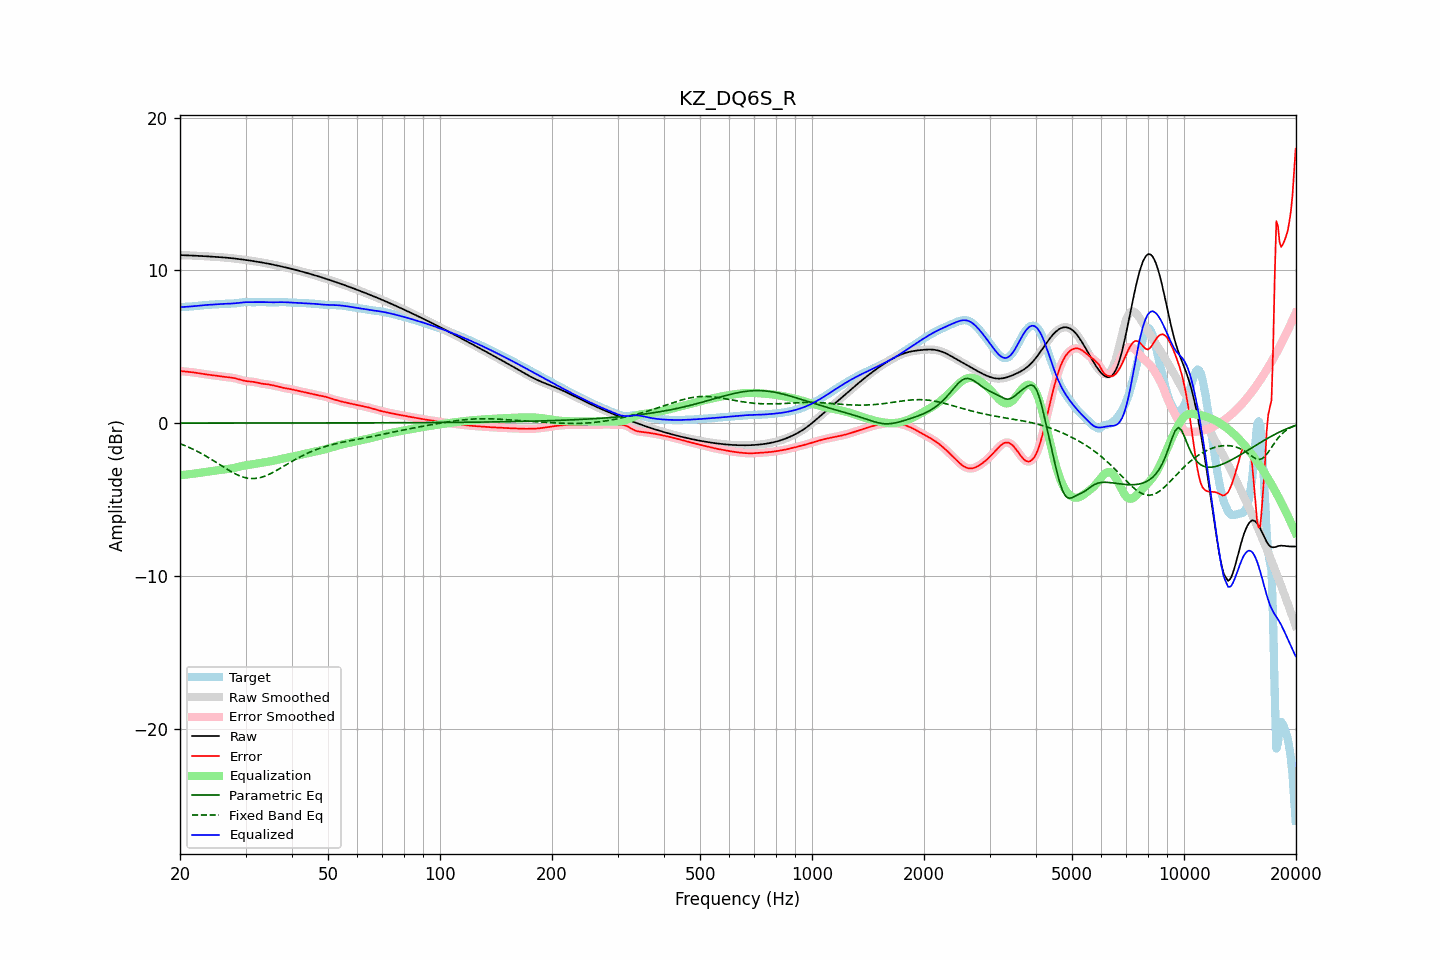 KZ_DQ6S_R
20
10
0
−10
−20
Amplitude (dBr)
Target
Raw Smoothed
Error Smoothed
Raw
Error
Equalization
Parametric Eq
Fixed Band Eq
Equalized
20 50 100 200 500 1000 2000 5000 10000 20000
Frequency (Hz)